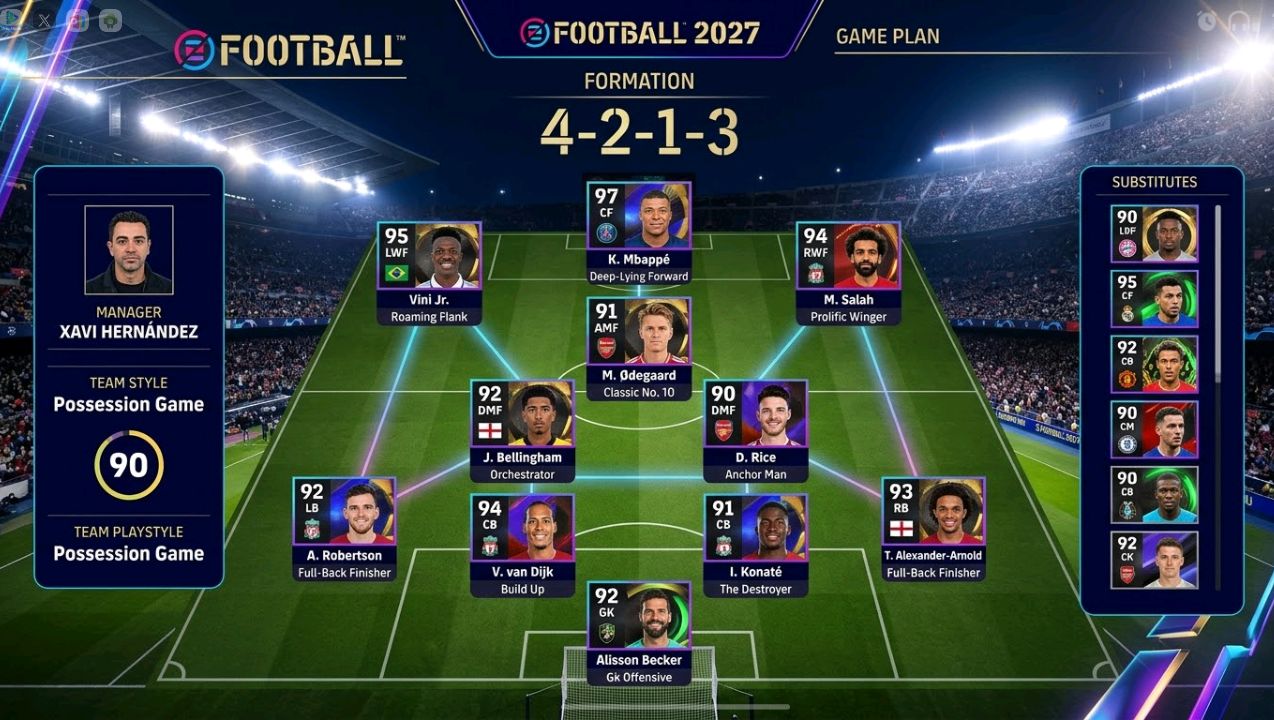 FOOTBALL™
FOOTBALL™ 2027
GAME PLAN
FORMATION
4-2-1-3
MANAGER
XAVI HERNÁNDEZ
TEAM STYLE
Possession Game
90
TEAM PLAYSTYLE
Possession Game
97
CF
K. Mbappé
Deep-Lying Forward
95
LWF
Vini Jr.
Roaming Flank
94
RWF
M. Salah
Prolific Winger
91
AMF
M. Ødegaard
Classic No. 10
92
DMF
J. Bellingham
Orchestrator
90
DMF
D. Rice
Anchor Man
92
LB
A. Robertson
Full-Back Finisher
94
CB
V. van Dijk
Build Up
91
CB
I. Konaté
The Destroyer
93
RB
T. Alexander-Arnold
Full-Back Finlsher
92
GK
Alisson Becker
Gk Offensive
SUBSTITUTES
90
LDF
95
CF
92
CB
90
CM
90
CB
92
CK